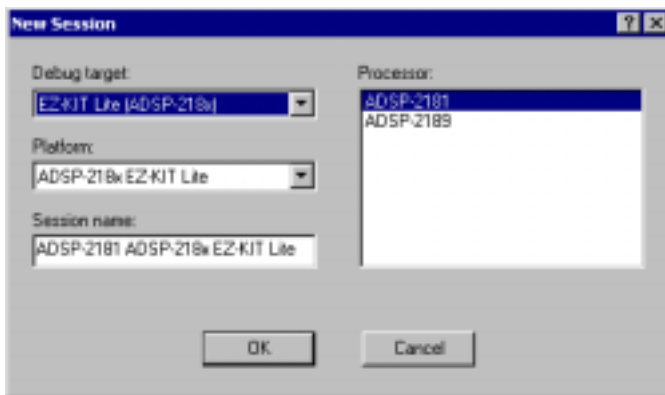 New Session
Debug target:
EZ-KIT Lite (ADSP-218x)
Platform:
ADSP-218x EZ-KIT Lite
Session name:
ADSP-2181 ADSP-218x EZ-KIT Lite
Processor:
ADSP-2181
ADSP-2189
OK
Cancel